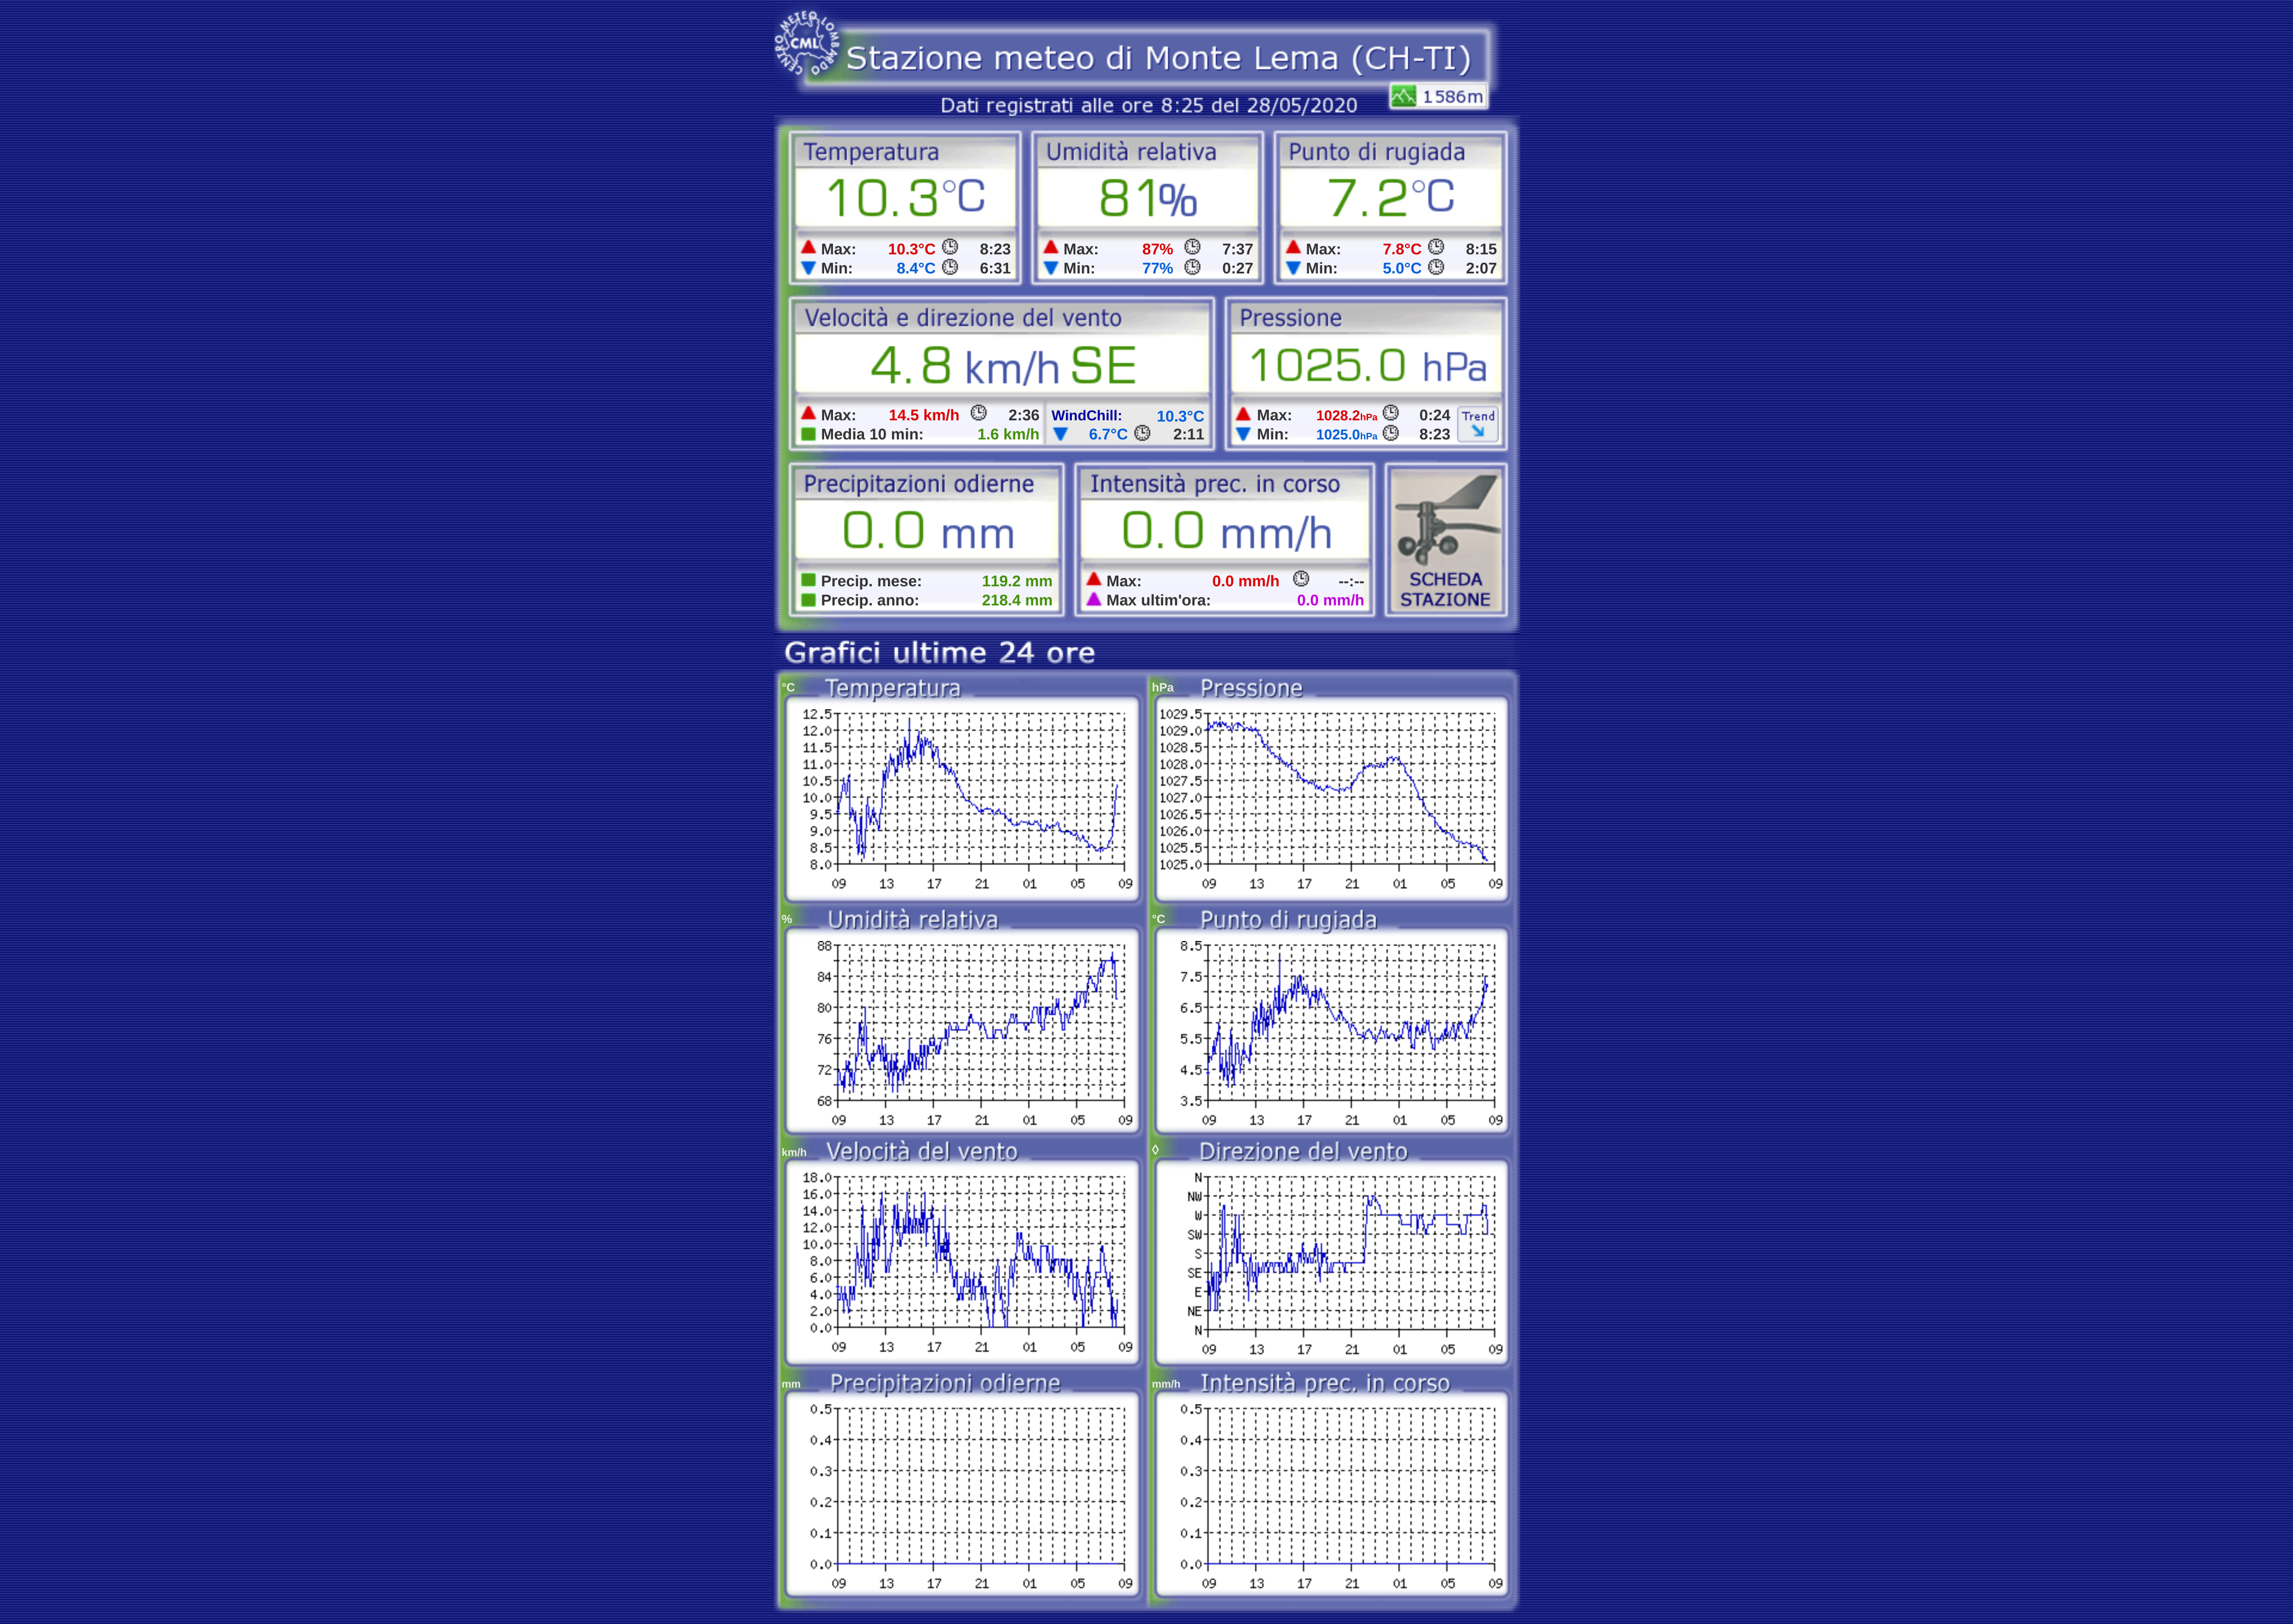 CENTRO METEO LOMBARDO
CML
Stazione meteo di Monte Lema (CH-TI)
Dati registrati alle ore 8:25 del 28/05/2020
1586m
Temperatura
10.3°C
Max: 10.3°C 8:23
Min: 8.4°C 6:31
Umidità relativa
81%
Max: 87% 7:37
Min: 77% 0:27
Punto di rugiada
7.2°C
Max: 7.8°C 8:15
Min: 5.0°C 2:07
Velocità e direzione del vento
4.8 km/h SE
Max: 14.5 km/h 2:36
Media 10 min: 1.6 km/h
WindChill: 10.3°C
6.7°C 2:11
Pressione
1025.0 hPa
Max: 1028.2hPa 0:24
Min: 1025.0hPa 8:23
Trend
Precipitazioni odierne
0.0 mm
Precip. mese: 119.2 mm
Precip. anno: 218.4 mm
Intensità prec. in corso
0.0 mm/h
Max: 0.0 mm/h --:--
Max ultim'ora: 0.0 mm/h
SCHEDA
STAZIONE
Grafici ultime 24 ore
°C Temperatura
12.5
12.0
11.5
11.0
10.5
10.0
9.5
9.0
8.5
8.0
09 13 17 21 01 05 09
hPa Pressione
1029.5
1029.0
1028.5
1028.0
1027.5
1027.0
1026.5
1026.0
1025.5
1025.0
09 13 17 21 01 05 09
% Umidità relativa
88
84
80
76
72
68
09 13 17 21 01 05 09
°C Punto di rugiada
8.5
7.5
6.5
5.5
4.5
3.5
09 13 17 21 01 05 09
km/h Velocità del vento
18.0
16.0
14.0
12.0
10.0
8.0
6.0
4.0
2.0
0.0
09 13 17 21 01 05 09
◊ Direzione del vento
N
NW
W
SW
S
SE
E
NE
N
09 13 17 21 01 05 09
mm Precipitazioni odierne
0.5
0.4
0.3
0.2
0.1
0.0
09 13 17 21 01 05 09
mm/h Intensità prec. in corso
0.5
0.4
0.3
0.2
0.1
0.0
09 13 17 21 01 05 09